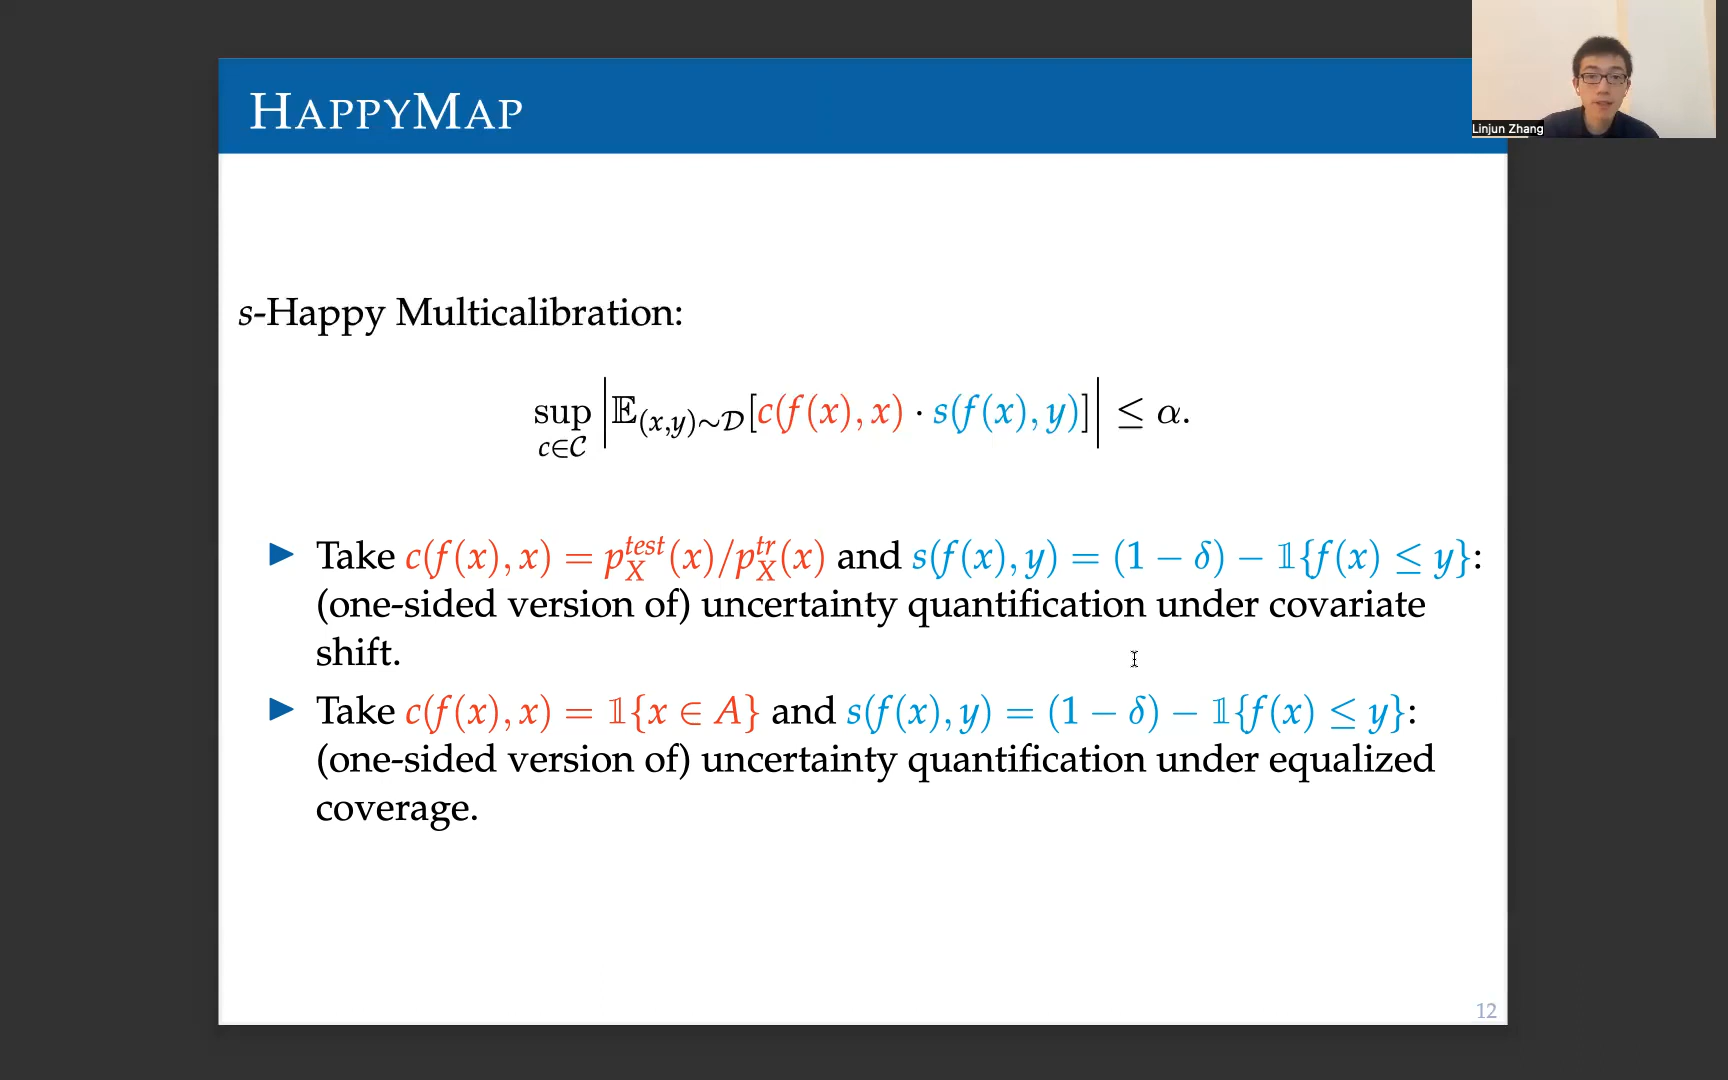 HAPPYMAP
Linjun Zhang
s-Happy Multicalibration:
sup_{c∈𝒞} |𝔼_{(x,y)∼𝒟}[c(f(x), x) · s(f(x), y)]| ≤ α.
▶ Take c(f(x), x) = p_X^{test}(x)/p_X^{tr}(x) and s(f(x), y) = (1 − δ) − 𝟙{f(x) ≤ y}:
(one-sided version of) uncertainty quantification under covariate
shift.
▶ Take c(f(x), x) = 𝟙{x ∈ A} and s(f(x), y) = (1 − δ) − 𝟙{f(x) ≤ y}:
(one-sided version of) uncertainty quantification under equalized
coverage.
12